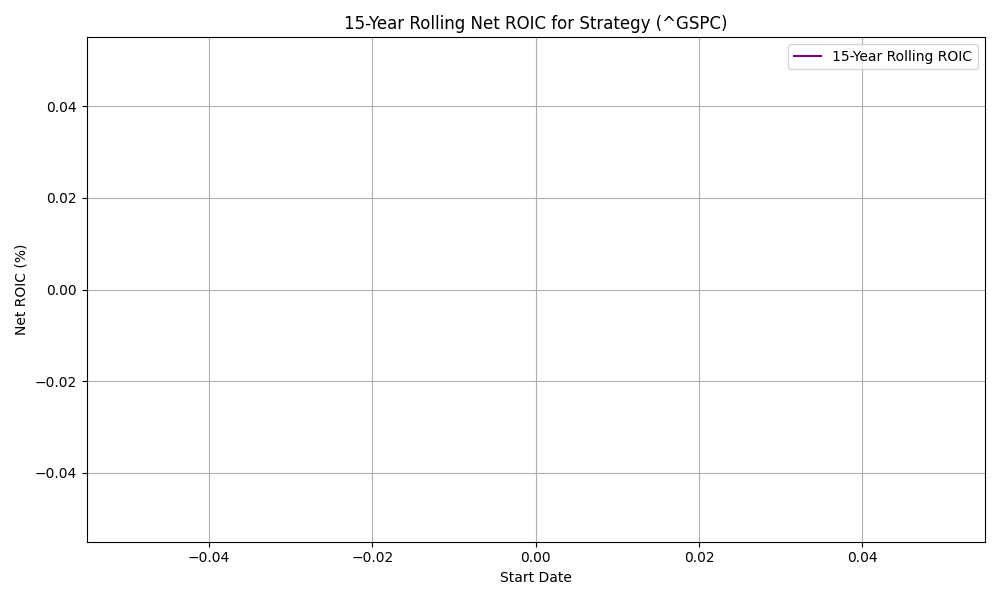 15-Year Rolling Net ROIC for Strategy (^GSPC)
15-Year Rolling ROIC
Net ROIC (%)
0.04
0.02
0.00
−0.02
−0.04
−0.04
−0.02
0.00
0.02
0.04
Start Date